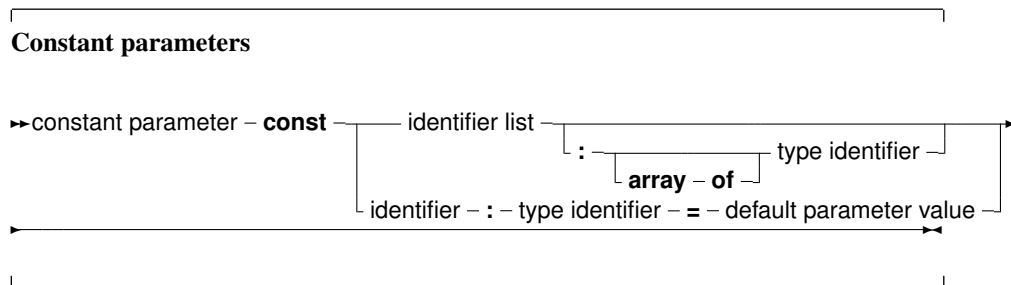 Constant parameters
constant parameter const identifier list
: type identifier
array of
identifier : type identifier = default parameter value